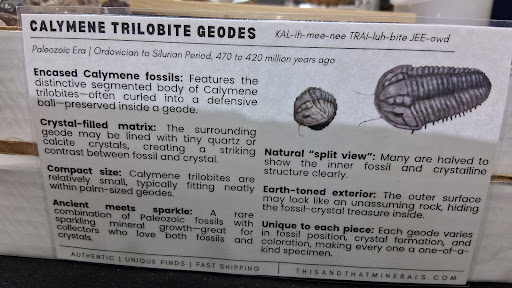 CALYMENE TRILOBITE GEODES KAL-ih-mee-nee TRAI-luh-bite JEE-owd
Paleozoic Era | Ordovician to Silurian Period, 470 to 420 million years ago
Encased Calymene fossils: Features the
distinctive segmented body of Calymene
trilobites—often curled into a defensive
ball—preserved inside a geode.
Crystal-filled matrix: The surrounding
geode may be lined with tiny quartz or
calcite crystals, creating a striking
contrast between fossil and crystal.
Compact size: Calymene trilobites are
relatively small, typically fitting neatly
within palm-sized geodes.
Ancient meets sparkle: A rare
combination of Paleozoic fossils with
sparkling mineral growth—great for
collectors who love both fossils and
crystals.
Natural "split view": Many are halved to
show the inner fossil and crystalline
structure clearly.
Earth-toned exterior: The outer surface
may look like an unassuming rock, hiding
the fossil-crystal treasure inside.
Unique to each piece: Each geode varies
in fossil position, crystal formation, and
coloration, making every one a one-of-a-
kind specimen.
AUTHENTIC | UNIQUE FINDS | FAST SHIPPING
THISANDTHATMINERALS.COM